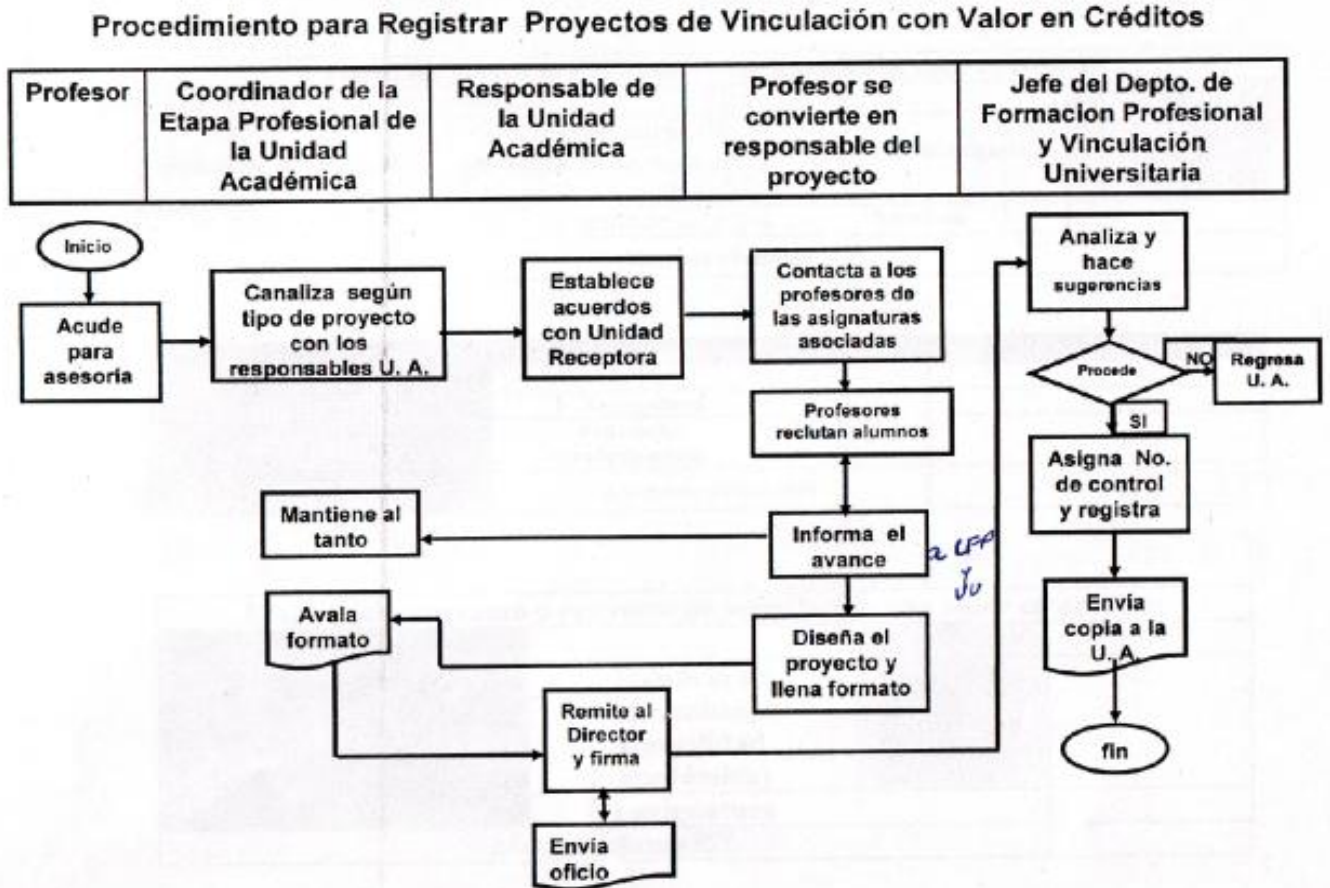 Procedimiento para Registrar Proyectos de Vinculación con Valor en Créditos
Profesor
Coordinador de la
Etapa Profesional de
la Unidad
Académica
Responsable de
la Unidad
Académica
Profesor se
convierte en
responsable del
proyecto
Jefe del Depto. de
Formacion Profesional
y Vinculación
Universitaria
Inicio
Acude
para
asesoría
Canaliza según
tipo de proyecto
con los
responsables U. A.
Establece
acuerdos
con Unidad
Receptora
Contacta a los
profesores de
las asignaturas
asociadas
Analiza y
hace
sugerencias
Procede
NO
Regresa
U. A.
SI
Profesores
reclutan alumnos
Asigna No.
de control
y registra
Mantiene al
tanto
Informa el
avance
a
Avala
formato
Diseña el
proyecto y
llena formato
Envía
copia a la
U. A.
Remite al
Director
y firma
fin
Envía
oficio